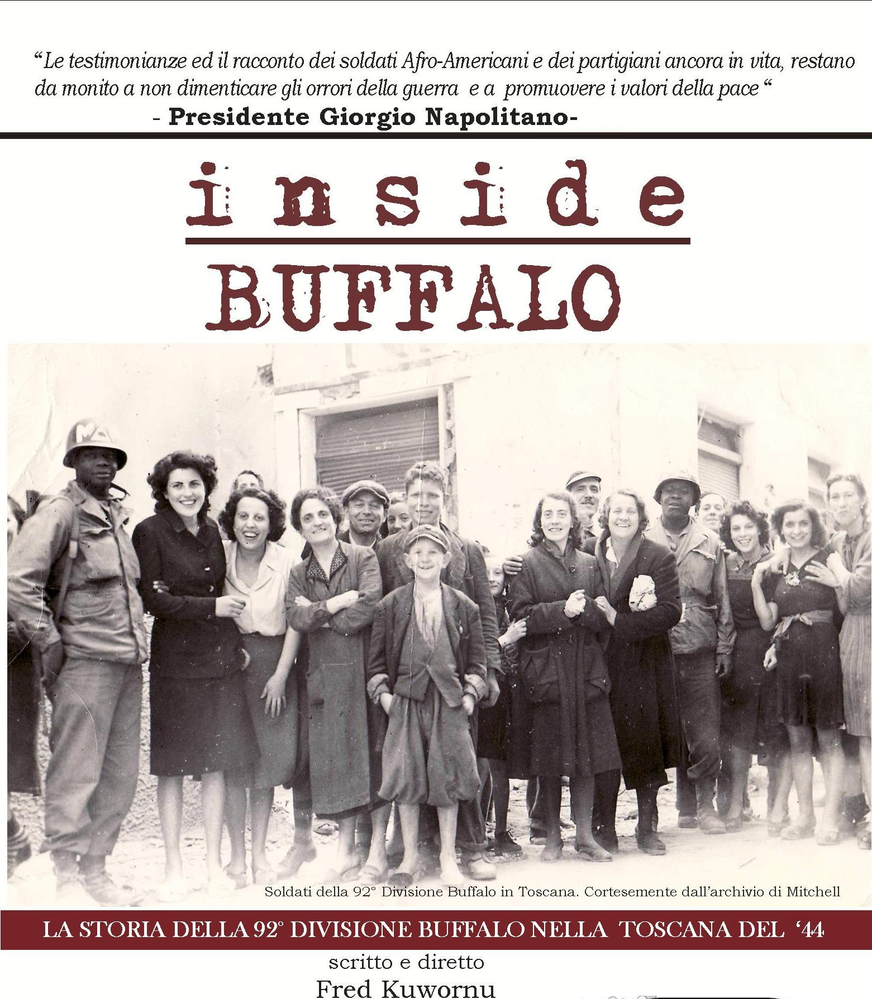 “Le testimonianze ed il racconto dei soldati Afro-Americani e dei partigiani ancora in vita, restano
da monito a non dimenticare gli orrori della guerra e a promuovere i valori della pace “
- Presidente Giorgio Napolitano-
inside
BUFFALO
Soldati della 92° Divisione Buffalo in Toscana. Cortesemente dall'archivio di Mitchell
LA STORIA DELLA 92° DIVISIONE BUFFALO NELLA TOSCANA DEL ‘44
scritto e diretto
Fred Kuwornu